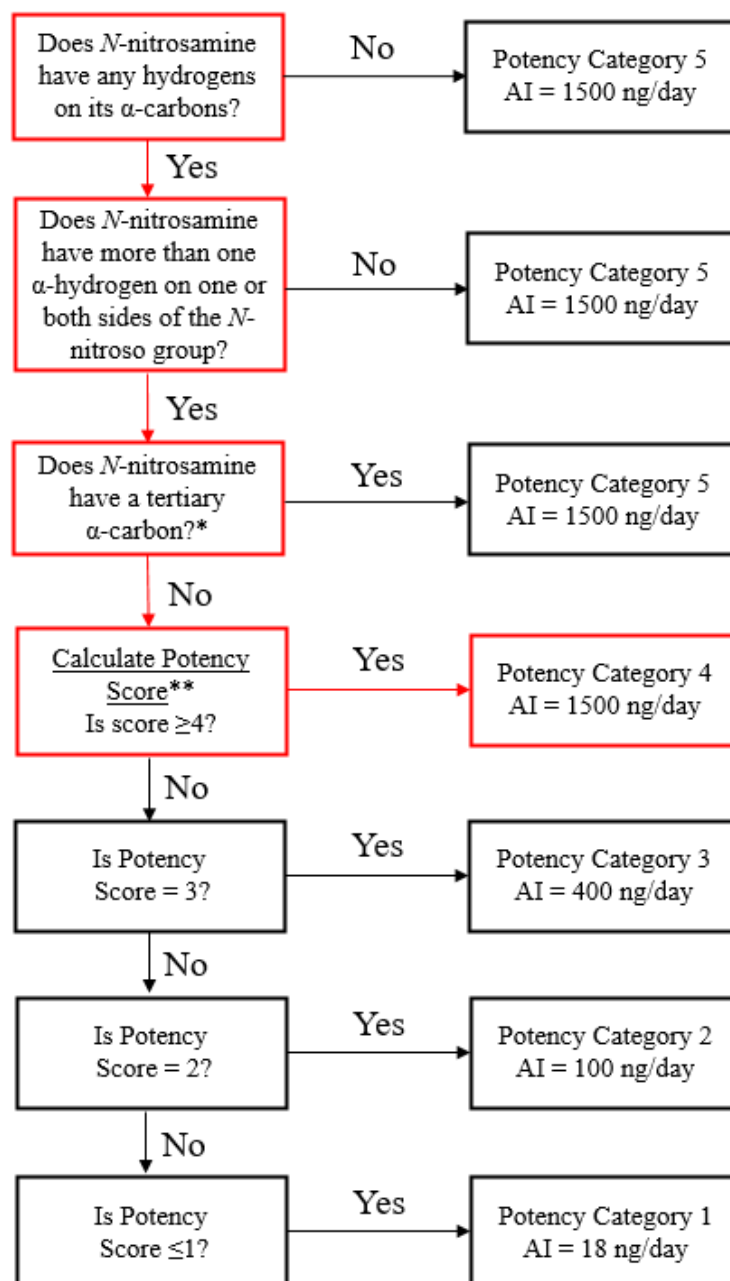 Does N-nitrosamine
have any hydrogens
on its α-carbons?
No
Potency Category 5
AI = 1500 ng/day
Yes
Does N-nitrosamine
have more than one
α-hydrogen on one or
both sides of the N-
nitroso group?
No
Potency Category 5
AI = 1500 ng/day
Yes
Does N-nitrosamine
have a tertiary
α-carbon?*
Yes
Potency Category 5
AI = 1500 ng/day
No
Calculate Potency
Score**
Is score ≥4?
Yes
Potency Category 4
AI = 1500 ng/day
No
Is Potency
Score = 3?
Yes
Potency Category 3
AI = 400 ng/day
No
Is Potency
Score = 2?
Yes
Potency Category 2
AI = 100 ng/day
No
Is Potency
Score ≤1?
Yes
Potency Category 1
AI = 18 ng/day